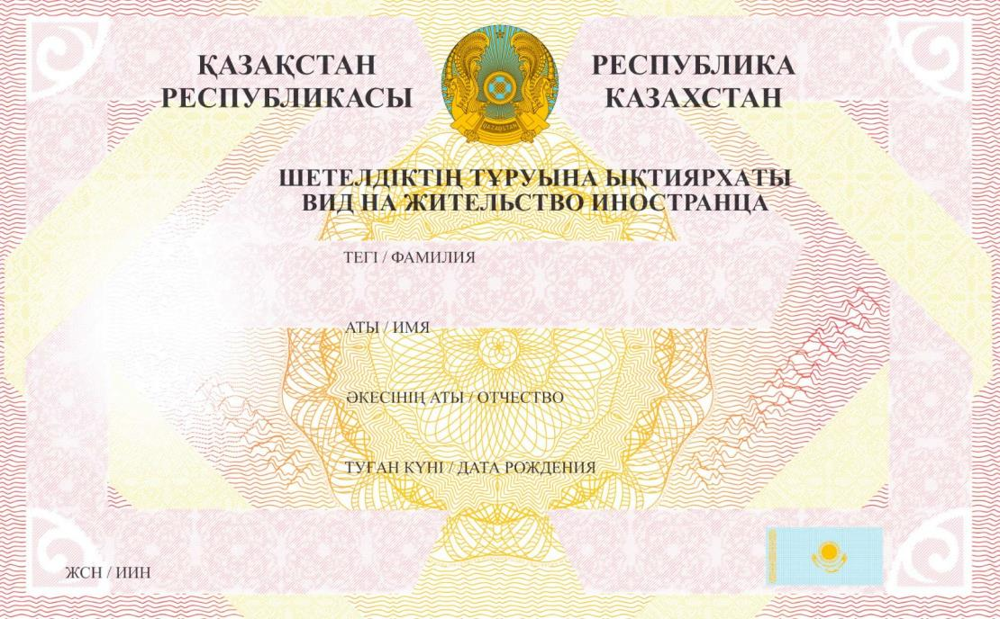 ҚАЗАҚСТАН
РЕСПУБЛИКАСЫ
РЕСПУБЛИКА
КАЗАХСТАН
QAZAQSTAN
ШЕТЕЛДІКТІҢ ТҰРУЫНА ЫҚТИЯРХАТЫ
ВИД НА ЖИТЕЛЬСТВО ИНОСТРАНЦА
ТЕГІ / ФАМИЛИЯ
АТЫ / ИМЯ
ӘКЕСІНІҢ АТЫ / ОТЧЕСТВО
ТУҒАН КҮНІ / ДАТА РОЖДЕНИЯ
ЖСН / ИИН